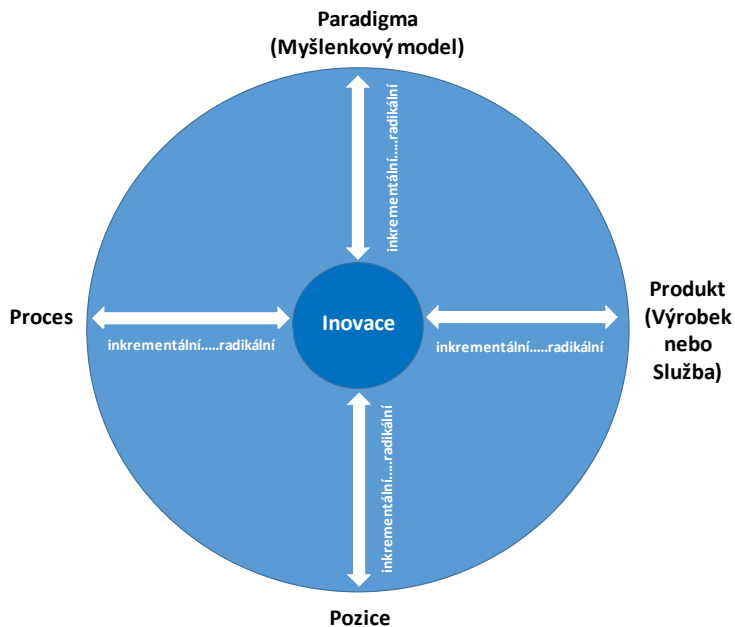 Paradigma
(Myšlenkový model)
inkrementální.....radikální
Proces
inkrementální.....radikální
Inovace
inkrementální.....radikální
Produkt
(Výrobek
nebo
Služba)
inkrementální.....radikální
Pozice